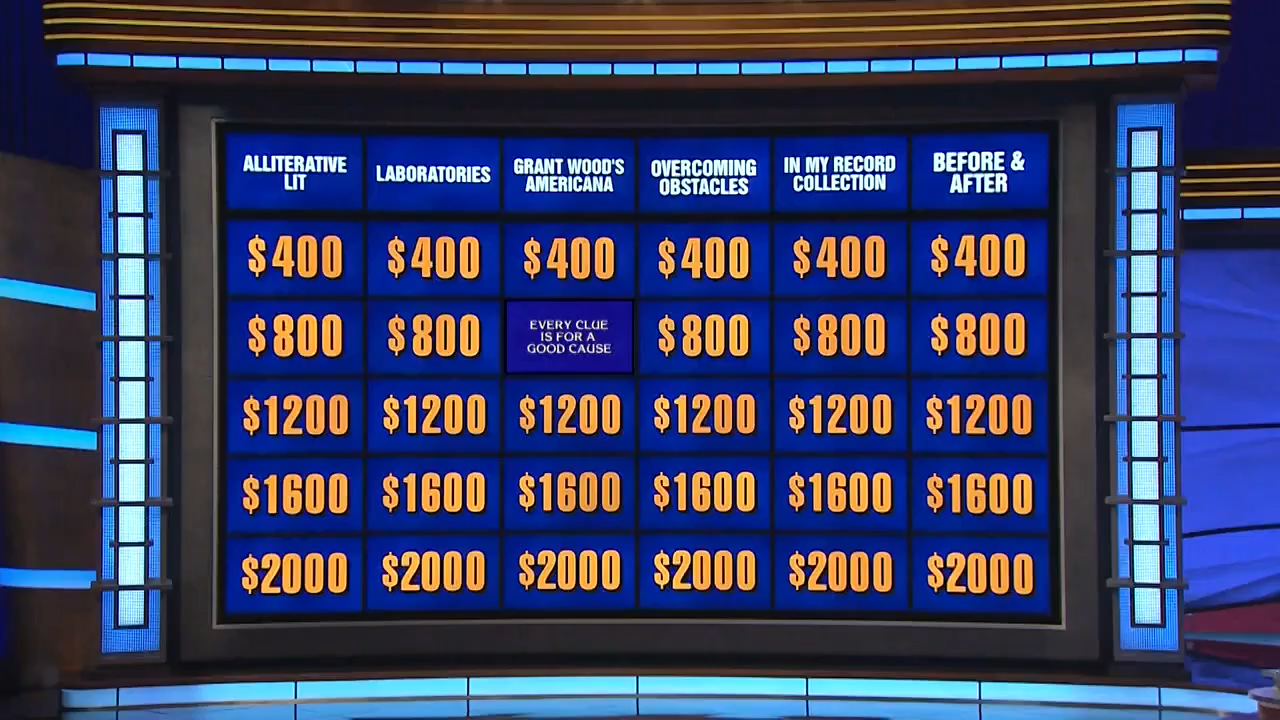 ALLITERATIVE
LIT
LABORATORIES
GRANT WOOD'S
AMERICANA
OVERCOMING
OBSTACLES
IN MY RECORD
COLLECTION
BEFORE &
AFTER
$400 $400 $400 $400 $400 $400
$800 $800
EVERY CLUE
IS FOR A
GOOD CAUSE
$800 $800 $800
$1200 $1200 $1200 $1200 $1200 $1200
$1600 $1600 $1600 $1600 $1600 $1600
$2000 $2000 $2000 $2000 $2000 $2000